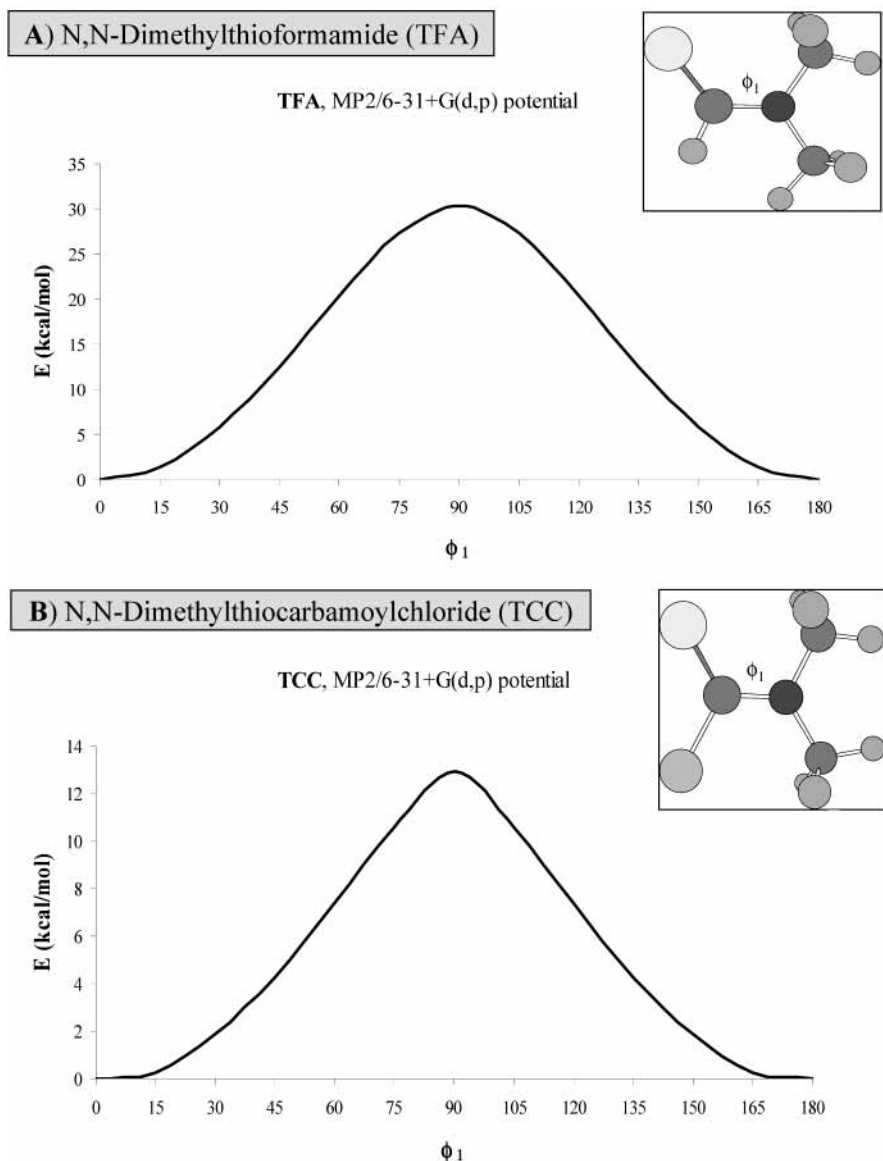 A) N,N-Dimethylthioformamide (TFA)
ϕ1
TFA, MP2/6-31+G(d,p) potential
35
30
25
20
15
10
5
0
E (kcal/mol)
0 15 30 45 60 75 90 105 120 135 150 165 180
ϕ1
B) N,N-Dimethylthiocarbamoylchloride (TCC)
ϕ1
TCC, MP2/6-31+G(d,p) potential
14
12
10
8
6
4
2
0
E (kcal/mol)
0 15 30 45 60 75 90 105 120 135 150 165 180
ϕ1